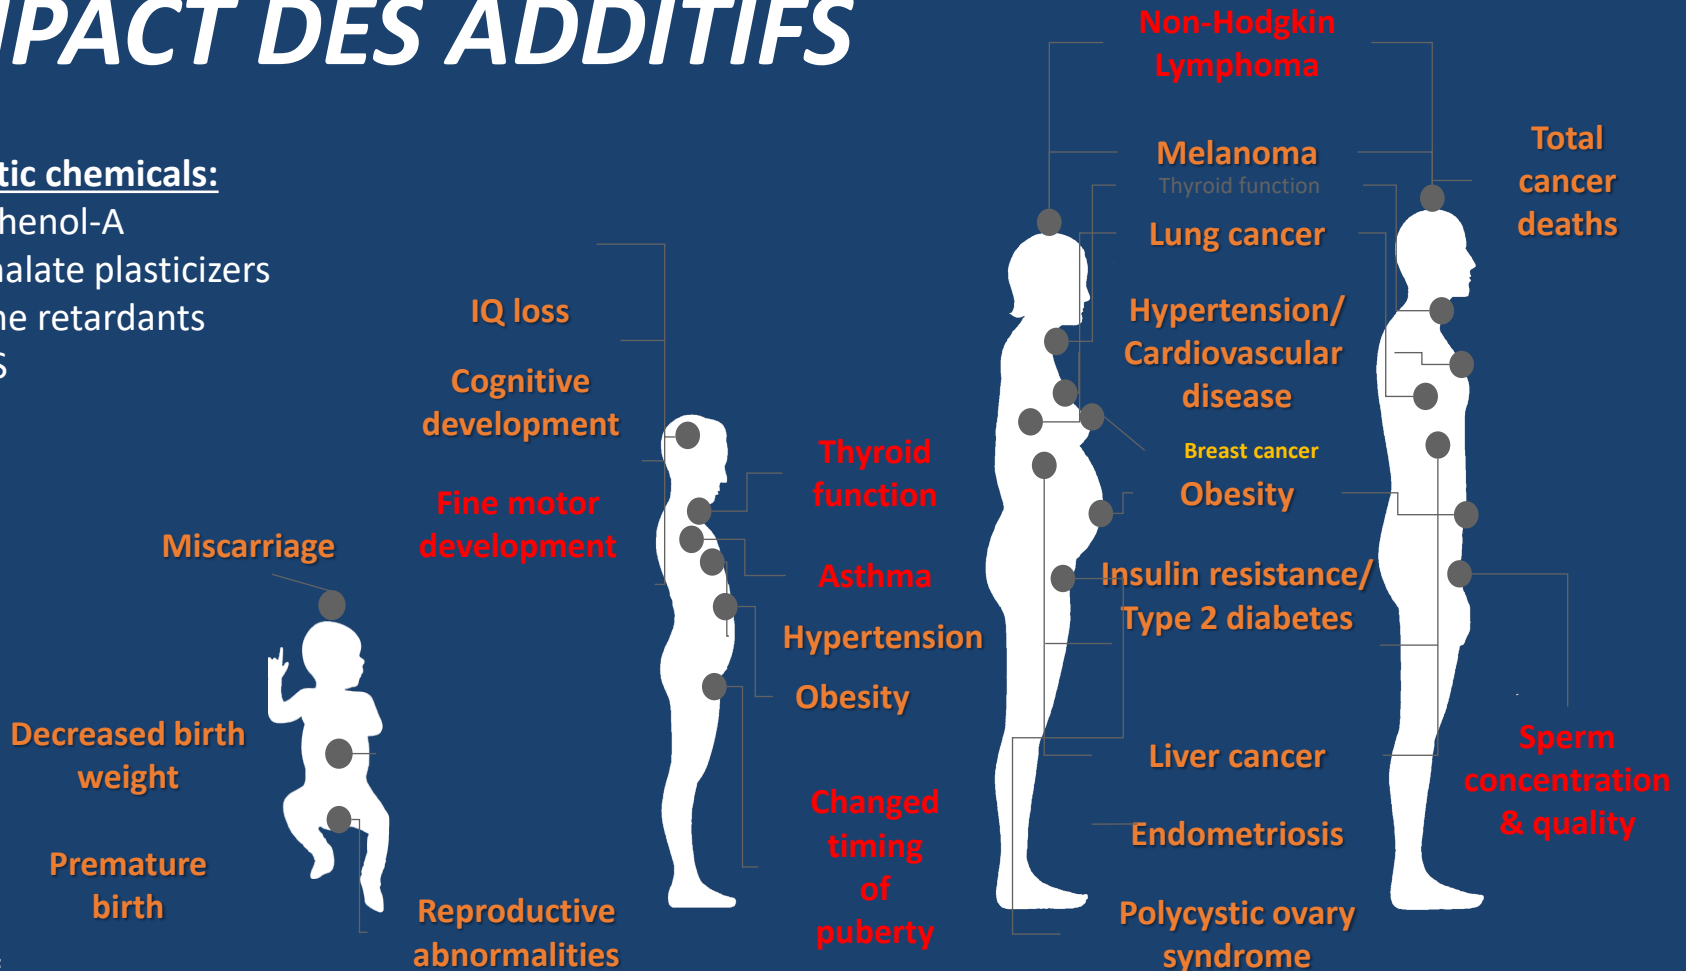 MPACT DES ADDITIFS
tic chemicals:
henol-A
alate plasticizers
ne retardants
S
Miscarriage
Decreased birth
weight
Premature
birth
Reproductive
abnormalities
IQ loss
Cognitive
development
Fine motor
development
Thyroid
function
Asthma
Hypertension
Obesity
Changed
timing
of
puberty
Non-Hodgkin
Lymphoma
Melanoma
Thyroid function
Lung cancer
Hypertension/
Cardiovascular
disease
Breast cancer
Obesity
Insulin resistance/
Type 2 diabetes
Liver cancer
Endometriosis
Polycystic ovary
syndrome
Total
cancer
deaths
Sperm
concentration
& quality